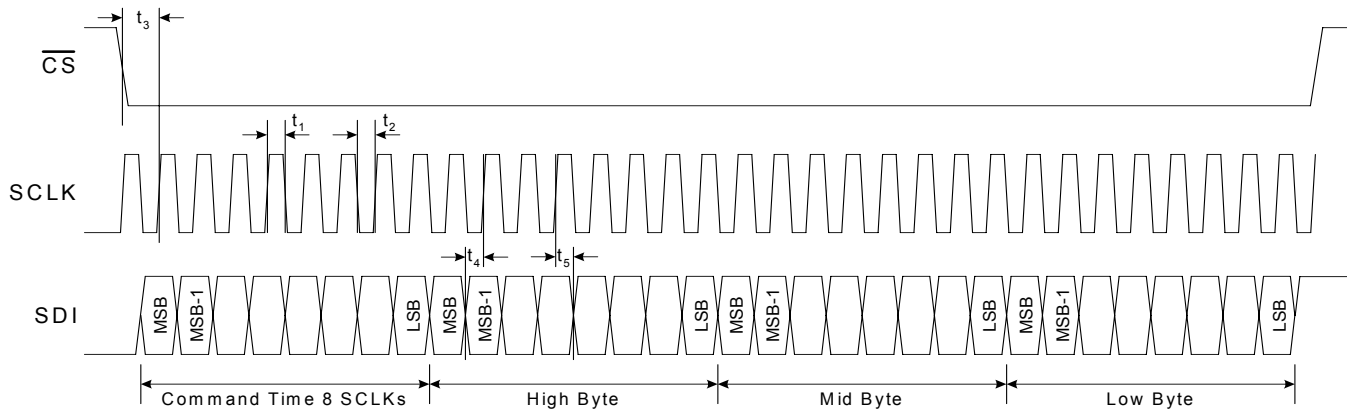 t3
CS
t1
t2
SCLK
t4
t5
SDI
MSB
MSB-1
LSB
MSB
MSB-1
LSB
MSB
MSB-1
LSB
MSB
MSB-1
LSB
Command Time 8 SCLKs
High Byte
Mid Byte
Low Byte